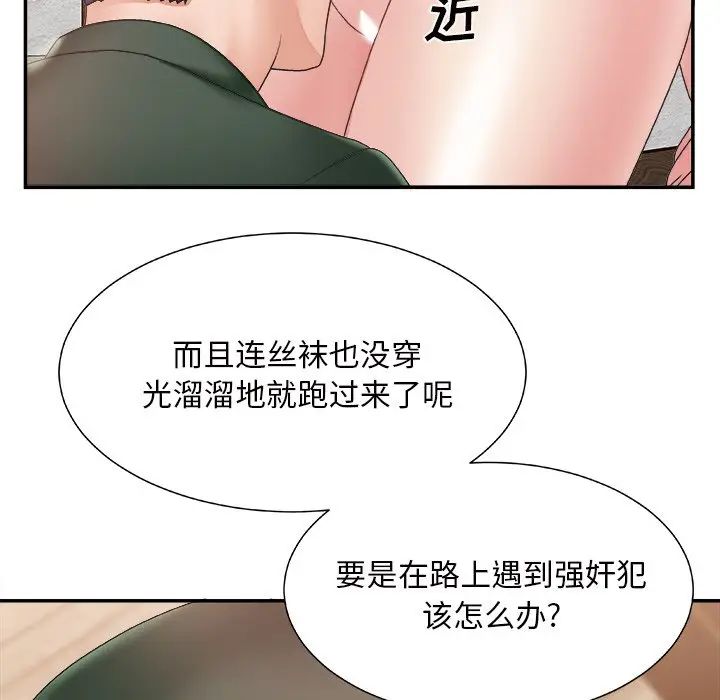 近
而且连丝袜也没穿
光溜溜地就跑过来了呢
要是在路上遇到强奸犯
该怎么办?